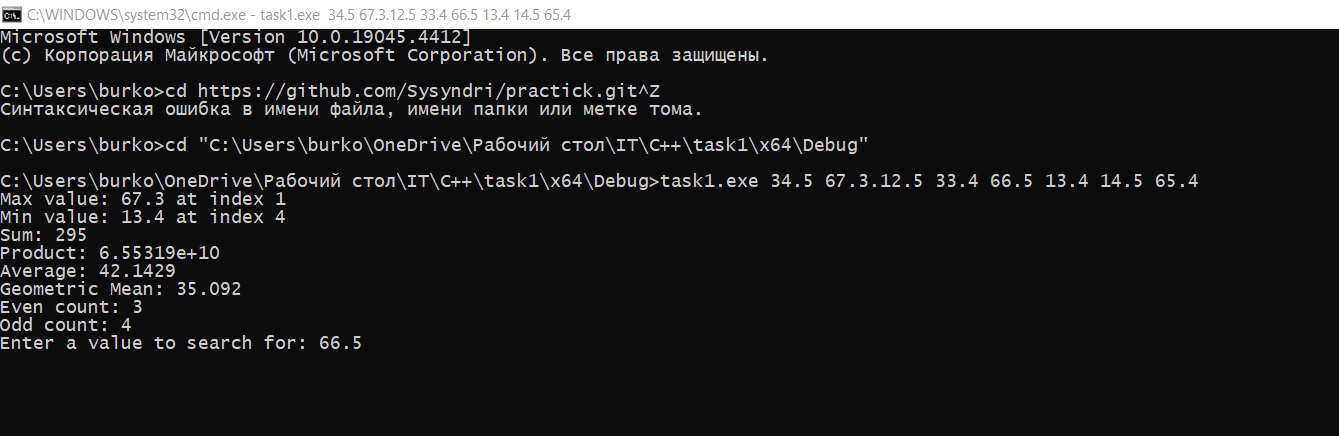 C:\WINDOWS\system32\cmd.exe - task1.exe  34.5 67.3.12.5 33.4 66.5 13.4 14.5 65.4
Microsoft Windows [Version 10.0.19045.4412]
(c) Корпорация Майкрософт (Microsoft Corporation). Все права защищены.
C:\Users\burko>cd https://github.com/Sysyndri/practick.git^Z
Синтаксическая ошибка в имени файла, имени папки или метке тома.
C:\Users\burko>cd "C:\Users\burko\OneDrive\Рабочий стол\IT\C++\task1\x64\Debug"
C:\Users\burko\OneDrive\Рабочий стол\IT\C++\task1\x64\Debug>task1.exe 34.5 67.3.12.5 33.4 66.5 13.4 14.5 65.4
Max value: 67.3 at index 1
Min value: 13.4 at index 4
Sum: 295
Product: 6.55319e+10
Average: 42.1429
Geometric Mean: 35.092
Even count: 3
Odd count: 4
Enter a value to search for: 66.5